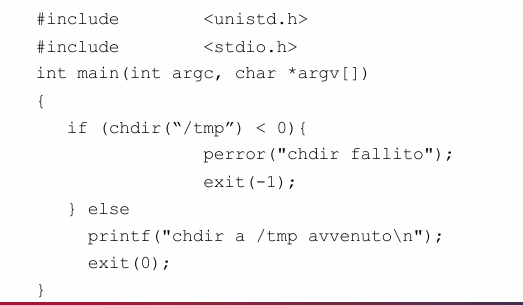 #include <unistd.h>
#include <stdio.h>
int main(int argc, char *argv[])
{
if (chdir(“/tmp”) < 0){
perror("chdir fallito");
exit(-1);
} else
printf("chdir a /tmp avvenuto\n");
exit(0);
}